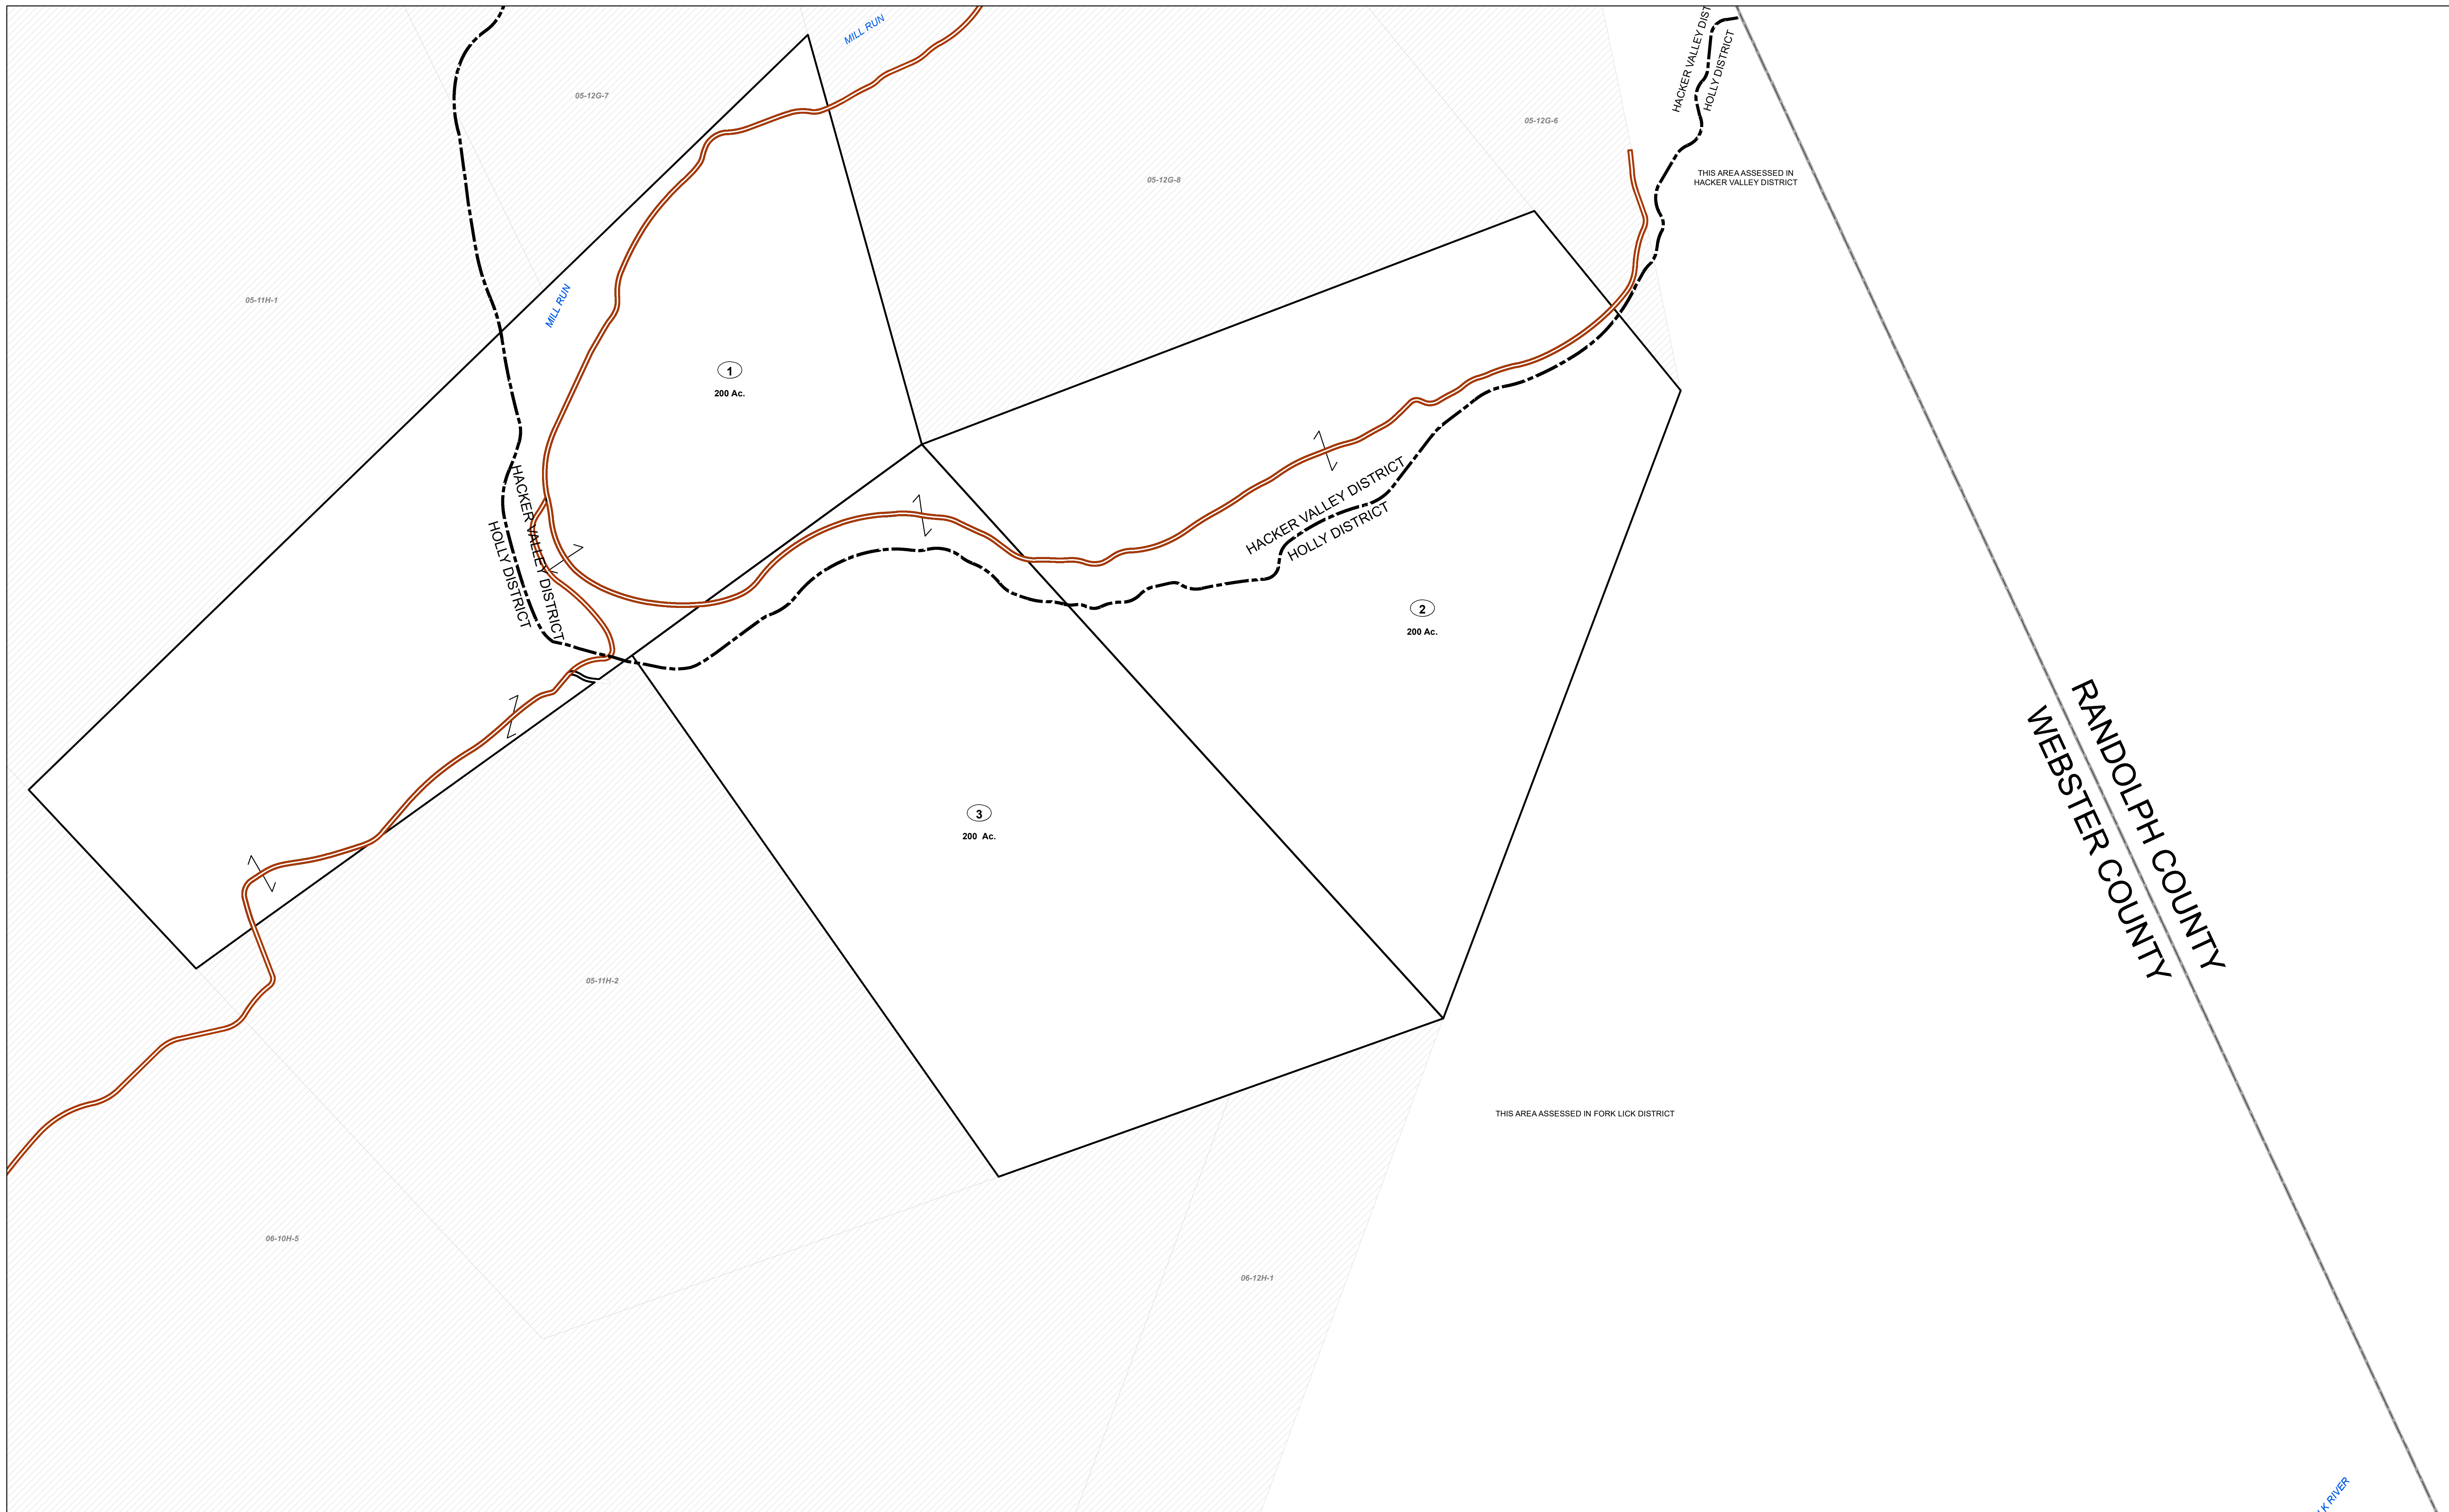 MILL RUN
HACKER VALLEY DIST
HOLLY DISTRICT
05-12G-7
05-12G-6
THIS AREA ASSESSED IN
HACKER VALLEY DISTRICT
05-12G-8
05-11H-1
MILL RUN
1
200 Ac.
HACKER VALLEY DISTRICT
HOLLY DISTRICT
HACKER VALLEY DISTRICT
HOLLY DISTRICT
2
200 Ac.
RANDOLPH COUNTY
WEBSTER COUNTY
3
200 Ac.
05-11H-2
THIS AREA ASSESSED IN FORK LICK DISTRICT
06-10H-5
06-12H-1
LK RIVER